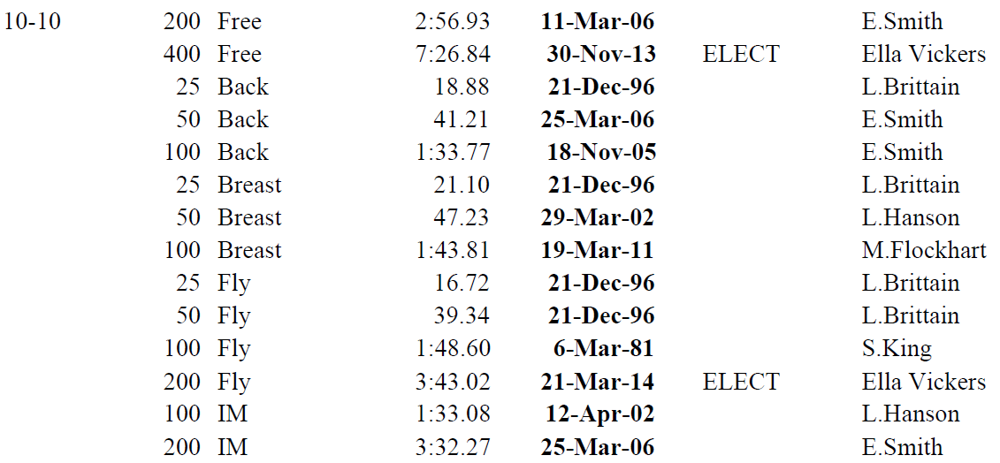 10-10 200 Free 2:56.93 11-Mar-06 E.Smith
400 Free 7:26.84 30-Nov-13 ELECT Ella Vickers
25 Back 18.88 21-Dec-96 L.Brittain
50 Back 41.21 25-Mar-06 E.Smith
100 Back 1:33.77 18-Nov-05 E.Smith
25 Breast 21.10 21-Dec-96 L.Brittain
50 Breast 47.23 29-Mar-02 L.Hanson
100 Breast 1:43.81 19-Mar-11 M.Flockhart
25 Fly 16.72 21-Dec-96 L.Brittain
50 Fly 39.34 21-Dec-96 L.Brittain
100 Fly 1:48.60 6-Mar-81 S.King
200 Fly 3:43.02 21-Mar-14 ELECT Ella Vickers
100 IM 1:33.08 12-Apr-02 L.Hanson
200 IM 3:32.27 25-Mar-06 E.Smith